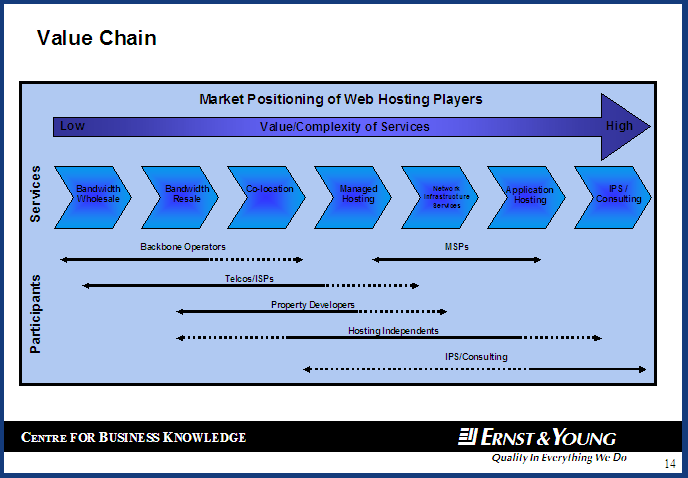 Value Chain
Market Positioning of Web Hosting Players
Low
Value/Complexity of Services
High
Services
Bandwidth
Wholesale
Bandwidth
Resale
Co-location
Managed
Hosting
Network
Infrastructure
Services
Application
Hosting
IPS /
Consulting
Participants
Backbone Operators
MSPs
Telcos/ISPs
Property Developers
Hosting Independents
IPS/Consulting
CENTRE FOR BUSINESS KNOWLEDGE
ERNST & YOUNG
Quality In Everything We Do
14